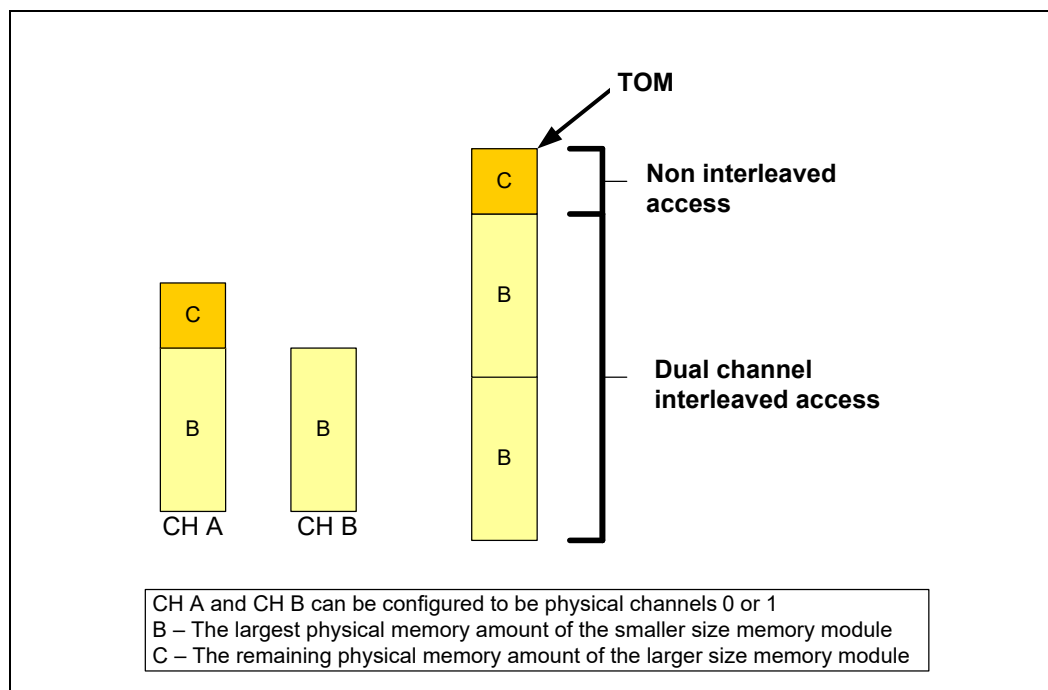 TOM
C
Non interleaved
access
C
B
B
B
Dual channel
interleaved access
B
CH A
CH B
CH A and CH B can be configured to be physical channels 0 or 1
B – The largest physical memory amount of the smaller size memory module
C – The remaining physical memory amount of the larger size memory module